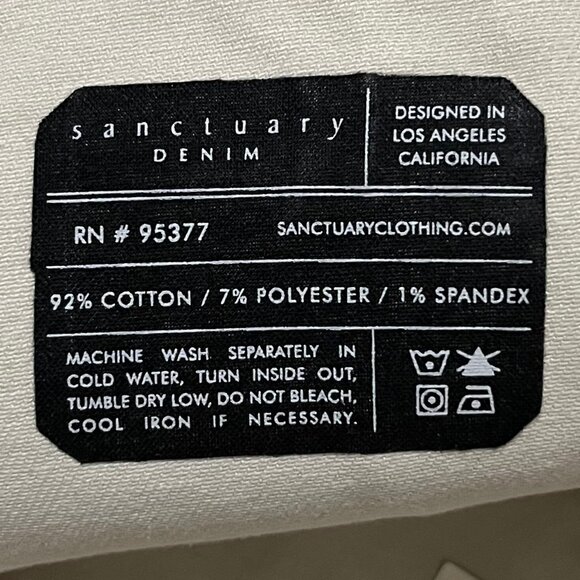 sanctuary
DENIM
DESIGNED IN
LOS ANGELES
CALIFORNIA
RN # 95377
SANCTUARYCLOTHING.COM
92% COTTON / 7% POLYESTER / 1% SPANDEX
MACHINE WASH SEPARATELY IN
COLD WATER, TURN INSIDE OUT,
TUMBLE DRY LOW, DO NOT BLEACH,
COOL IRON IF NECESSARY.